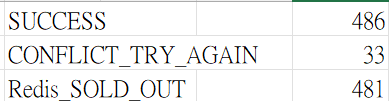 SUCCESS 486
CONFLICT_TRY_AGAIN 33
Redis_SOLD_OUT 481